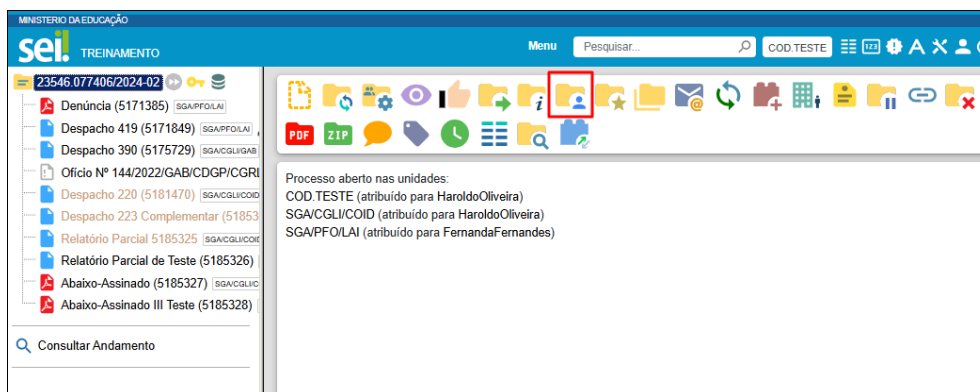 MINISTERIO DA EDUCAÇÃO
sei! TREINAMENTO
Menu
Pesquisar...
COD.TESTE
123
23546.077406/2024-02
Denúncia (5171385) SGA/PFO/LAI
Despacho 419 (5171849) SGA/PFO/LAI
Despacho 390 (5175729) SGA/CGLI/GAB
Ofício Nº 144/2022/GAB/CDGP/CGRL
Despacho 220 (5181470) SGA/CGLI/COID
Despacho 223 Complementar (51853
Relatório Parcial 5185325 SGA/CGLI/COID
Relatório Parcial de Teste (5185326)
Abaixo-Assinado (5185327) SGA/CGLI/C
Abaixo-Assinado III Teste (5185328)
Consultar Andamento
PDF ZIP
Processo aberto nas unidades:
COD.TESTE (atribuído para HaroldoOliveira)
SGA/CGLI/COID (atribuído para HaroldoOliveira)
SGA/PFO/LAI (atribuído para FernandaFernandes)